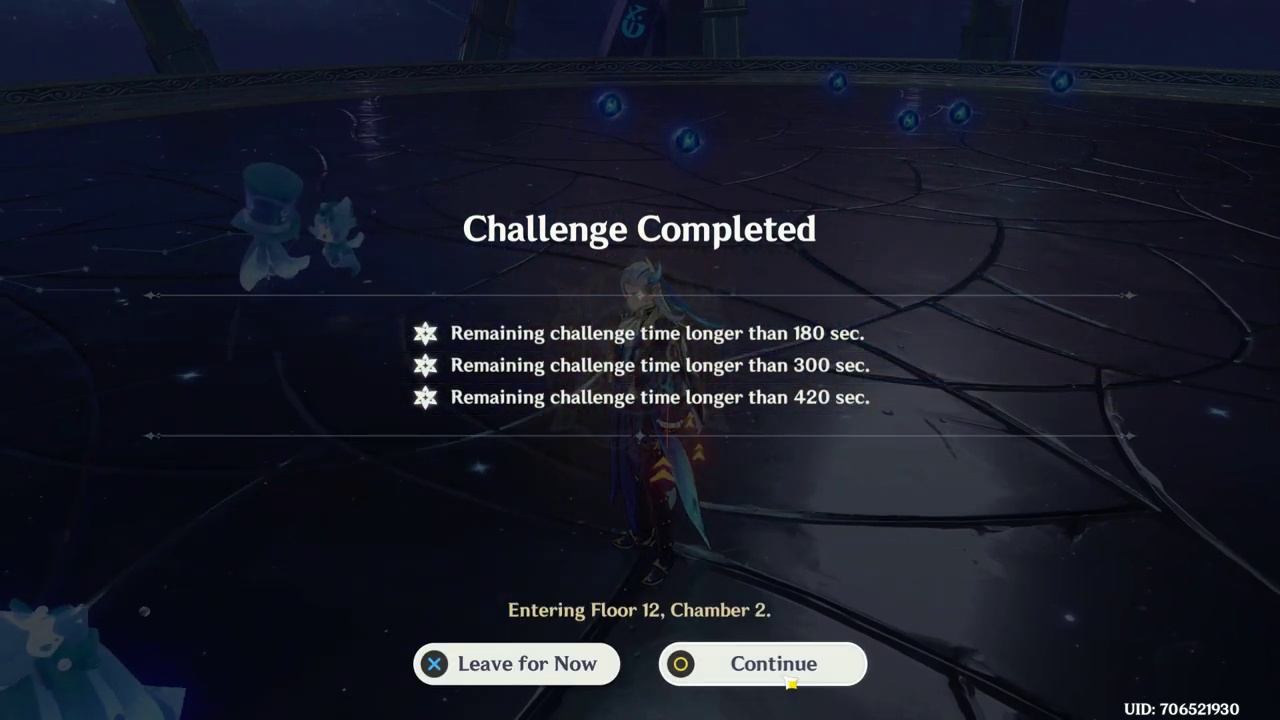 Challenge Completed
Remaining challenge time longer than 180 sec.
Remaining challenge time longer than 300 sec.
Remaining challenge time longer than 420 sec.
Entering Floor 12, Chamber 2.
Leave for Now
Continue
UID: 706521930